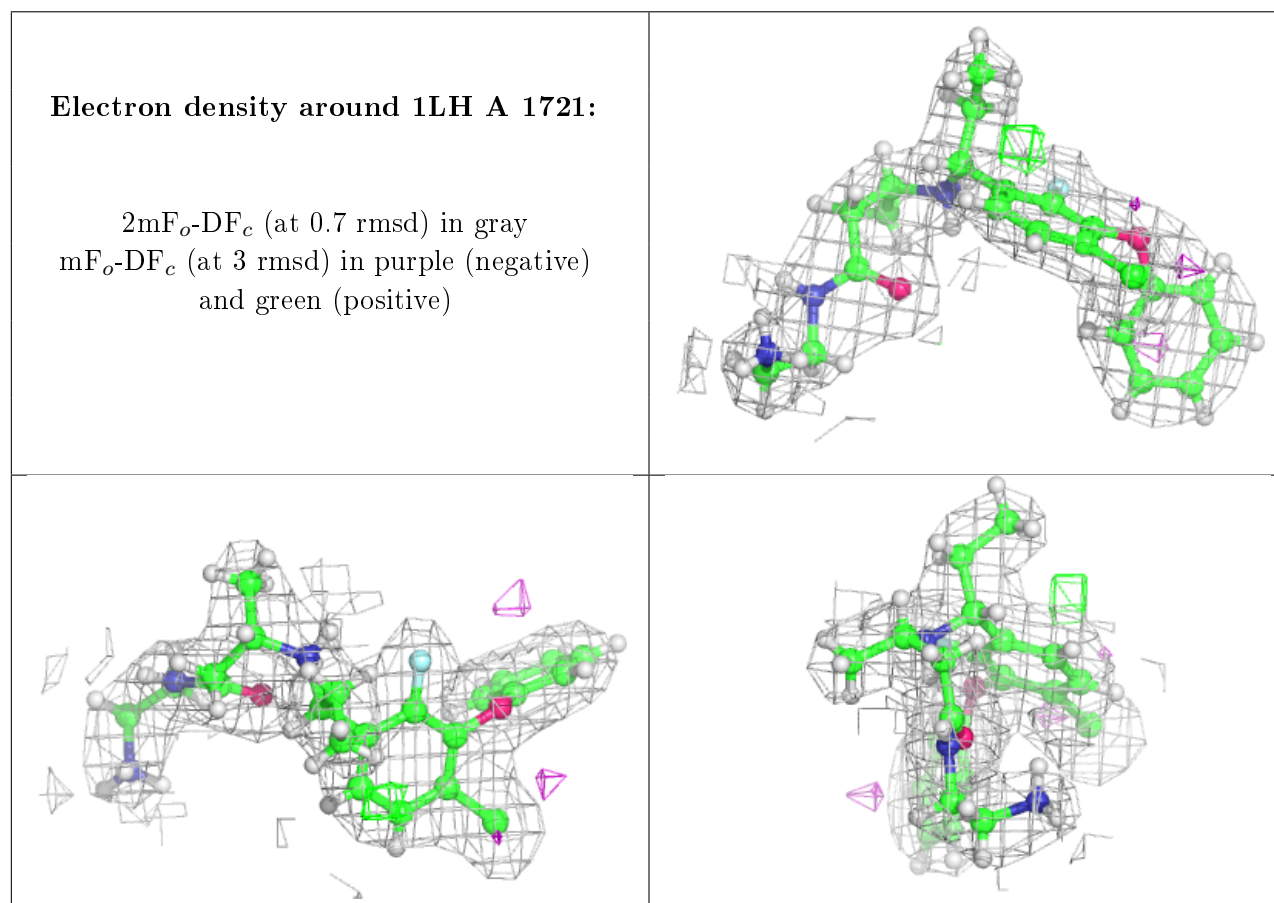 Electron density around 1LH A 1721:
2mFo-DFc (at 0.7 rmsd) in gray
mFo-DFc (at 3 rmsd) in purple (negative)
and green (positive)